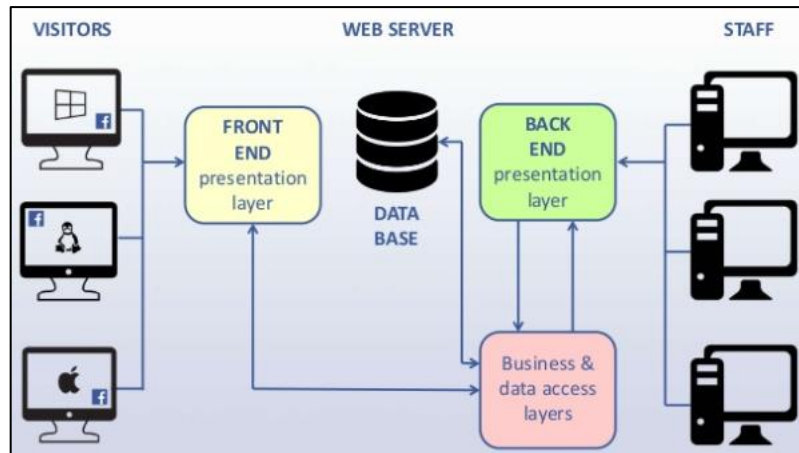 VISITORS
WEB SERVER
STAFF
FRONT
END
presentation
layer
DATA
BASE
BACK
END
presentation
layer
Business &
data access
layers
f
f
f